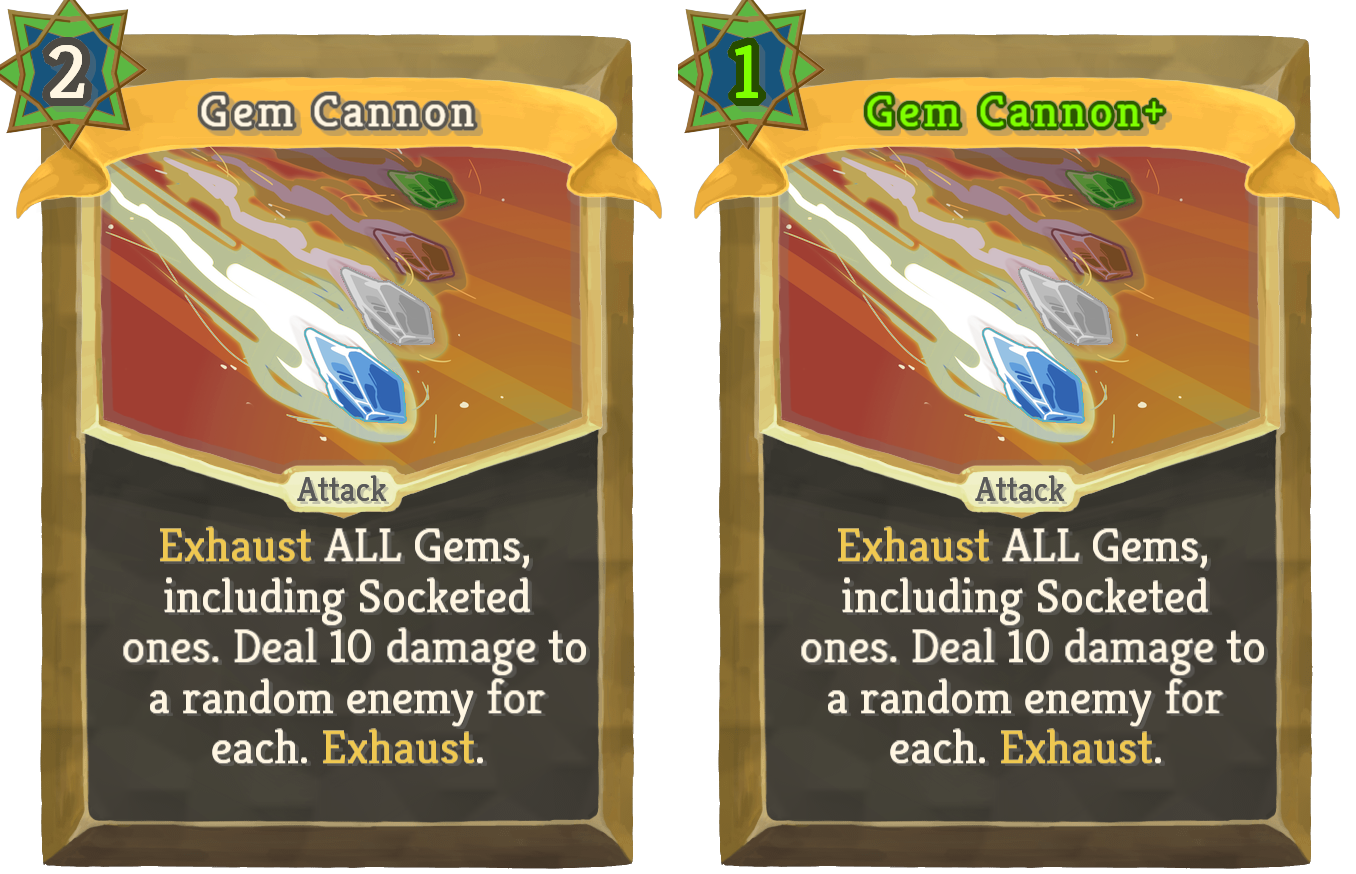 2
Gem Cannon
Attack
Exhaust ALL Gems,
including Socketed
ones. Deal 10 damage to
a random enemy for
each. Exhaust.
1
Gem Cannon+
Attack
Exhaust ALL Gems,
including Socketed
ones. Deal 10 damage to
a random enemy for
each. Exhaust.